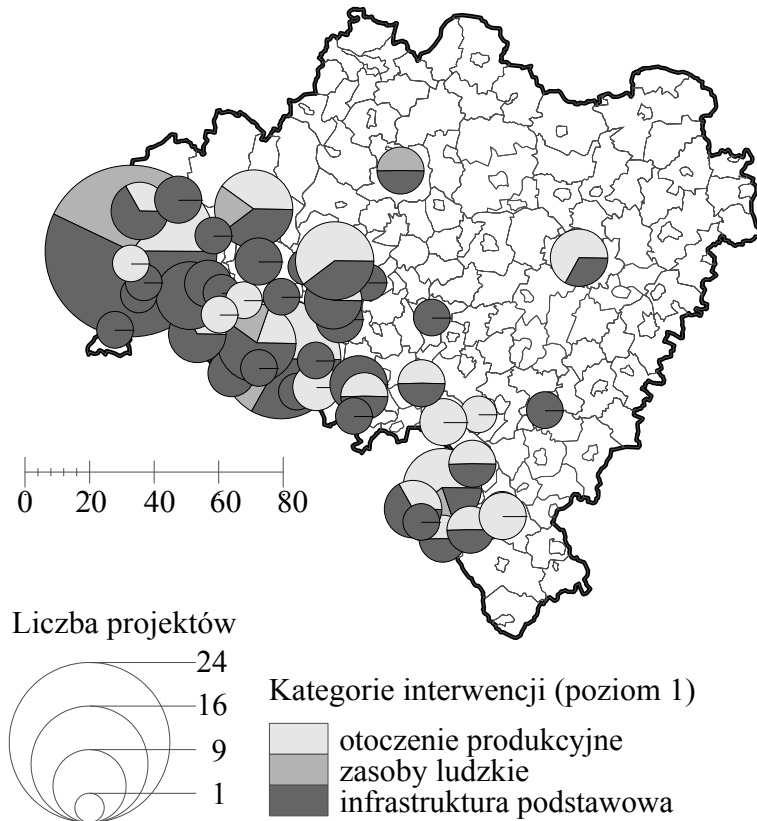 0 20 40 60 80
Liczba projektów
24
16
9
1
Kategorie interwencji (poziom 1)
otoczenie produkcyjne
zasoby ludzkie
infrastruktura podstawowa